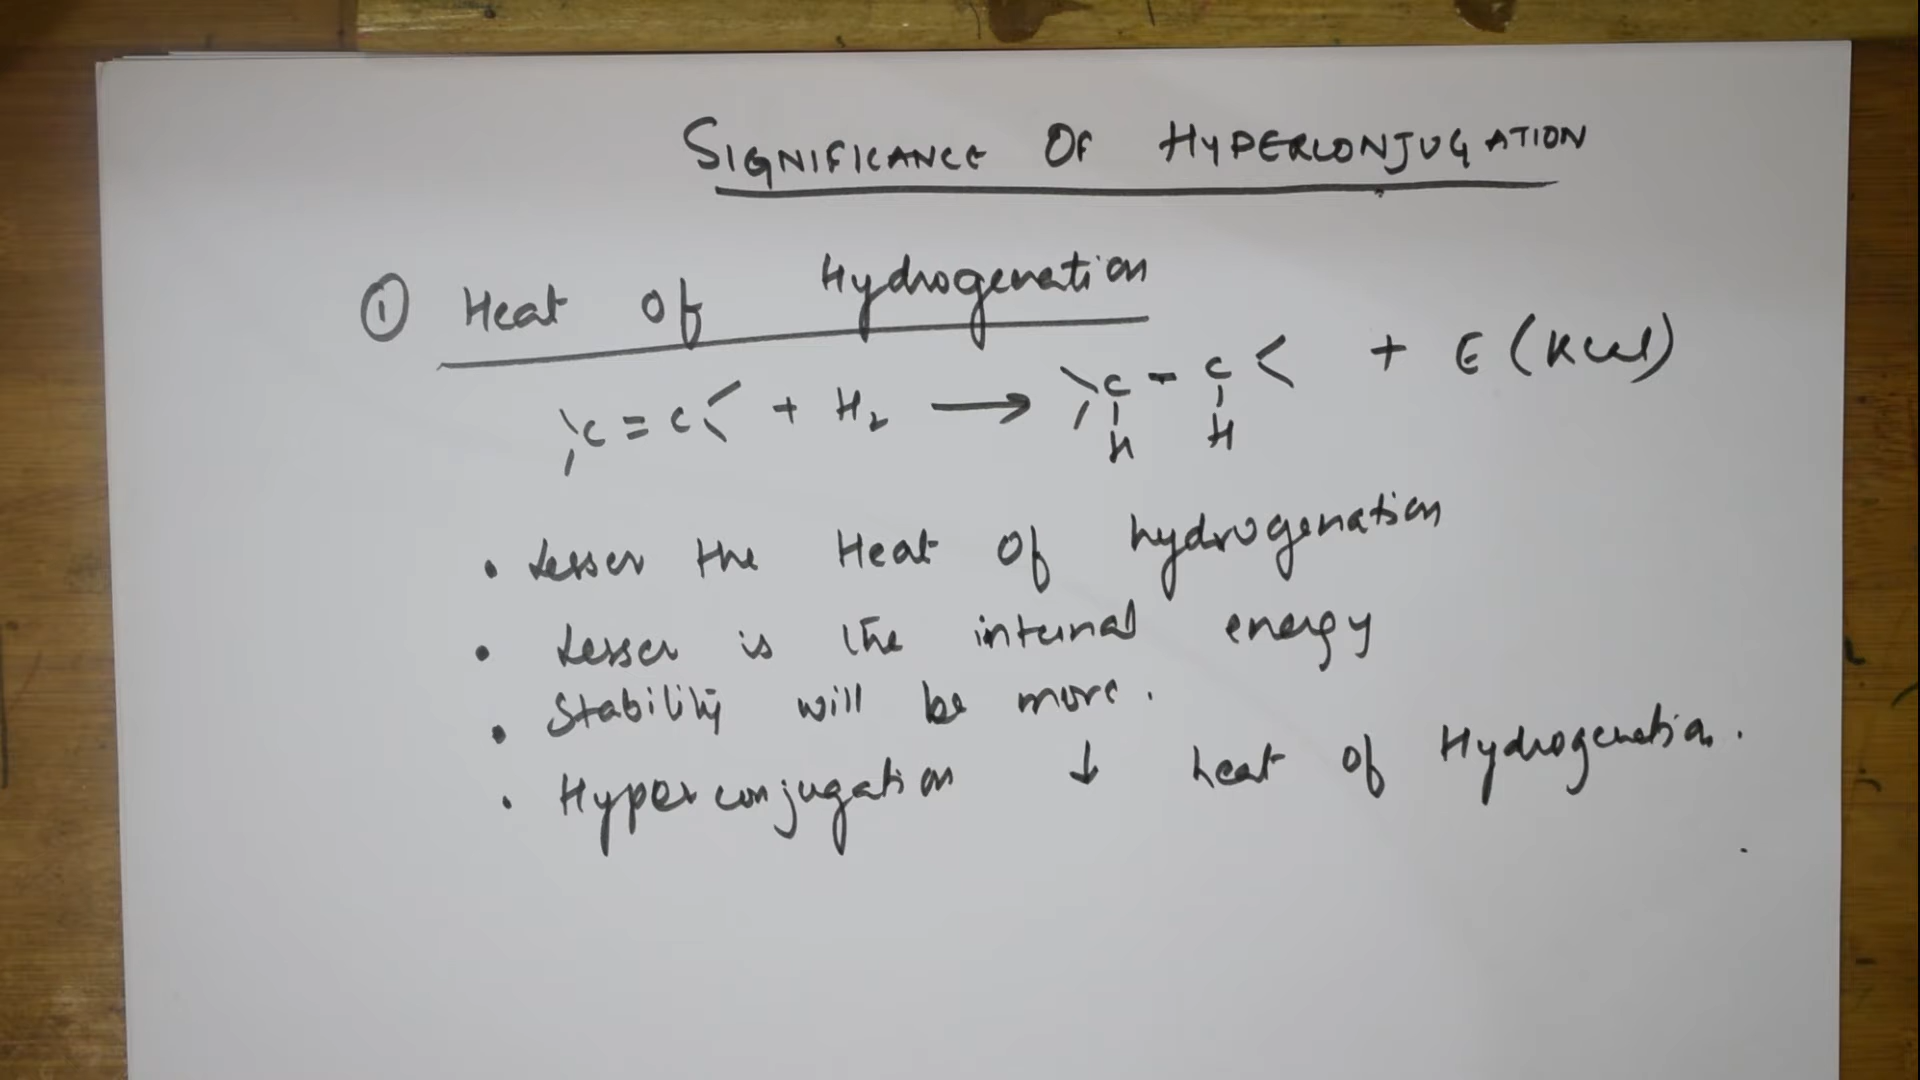 SIGNIFICANCE OF HYPERCONJUGATION
① Heat of Hydrogenation
>C=C< + H₂ ⟶ >C-C< + E (Kcal)
H H
• Lesser the Heat of hydrogenation
• Lesser is the internal energy
• Stability will be more.
• Hyperconjugation ↓ heat of Hydrogenation.